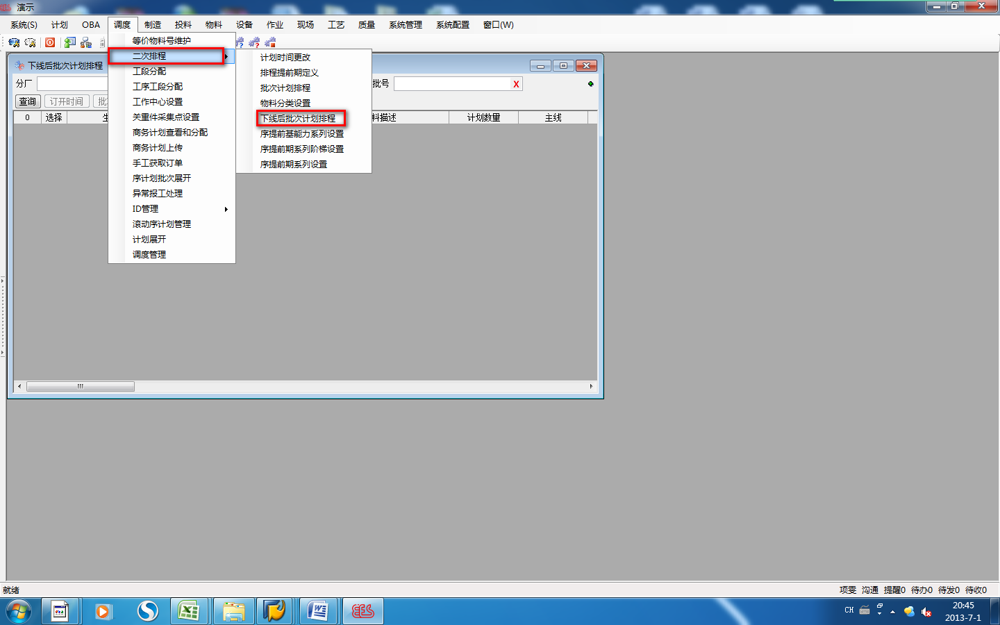 演示
系统(S) 计划 OBA 调度 制造 投料 物料 设备 作业 现场 工艺 质量 系统管理 系统配置 窗口(W)
等价物料号维护
二次排程
工段分配
工序工段分配
工作中心设置
关重件采集点设置
商务计划查看和分配
商务计划上传
手工获取订单
序计划批次展开
异常报工处理
ID管理
滚动序计划管理
计划展开
调度管理
计划时间更改
排程提前期定义
批次计划排程
物料分类设置
下线后批次计划排程
序提前基能力系列设置
序提前期系列阶梯设置
序提前期系列设置
下线后批次计划排程
分厂 批号 X
查询 订开时间 批
0 选择 生 料描述 计划数量 主线
就绪 项雯 沟通 提醒0 待办0 待发0 待收0
CH 20:45
2013-7-1